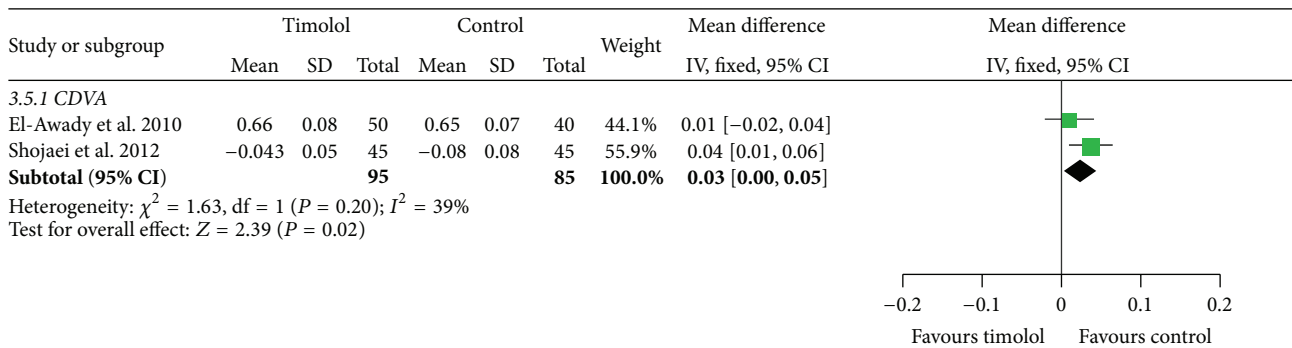 Study or subgroup Timolol Control Weight Mean difference Mean difference
Mean SD Total Mean SD Total IV, fixed, 95% CI IV, fixed, 95% CI
3.5.1 CDVA
El-Awady et al. 2010 0.66 0.08 50 0.65 0.07 40 44.1% 0.01 [−0.02, 0.04]
Shojaei et al. 2012 −0.043 0.05 45 −0.08 0.08 45 55.9% 0.04 [0.01, 0.06]
Subtotal (95% CI) 95 85 100.0% 0.03 [0.00, 0.05]
Heterogeneity: χ² = 1.63, df = 1 (P = 0.20); I² = 39%
Test for overall effect: Z = 2.39 (P = 0.02)
−0.2 −0.1 0 0.1 0.2
Favours timolol Favours control